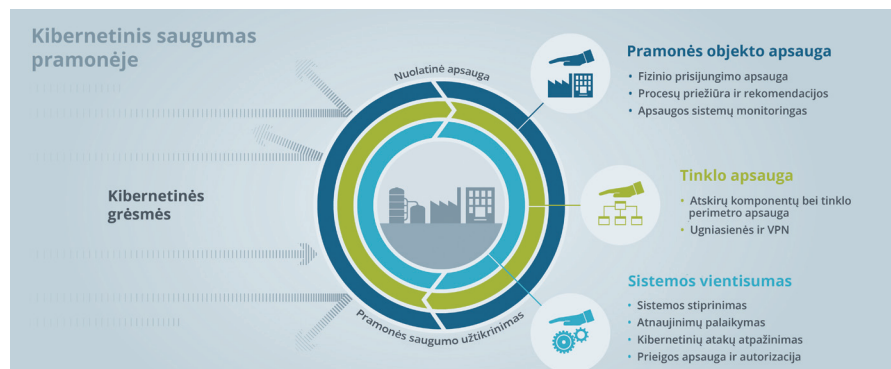 Kibernetinis saugumas
pramonėje
Kibernetinės
grėsmės
Nuolatinė apsauga
Pramonės saugumo užtikrinimas
Pramonės objekto apsauga
• Fizinio prisijungimo apsauga
• Procesų priežiūra ir rekomendacijos
• Apsaugos sistemų monitoringas
Tinklo apsauga
• Atskirų komponentų bei tinklo
perimetro apsauga
• Ugniasienės ir VPN
Sistemos vientisumas
• Sistemos stiprinimas
• Atnaujinimų palaikymas
• Kibernetinių atakų atpažinimas
• Prieigos apsauga ir autorizacija